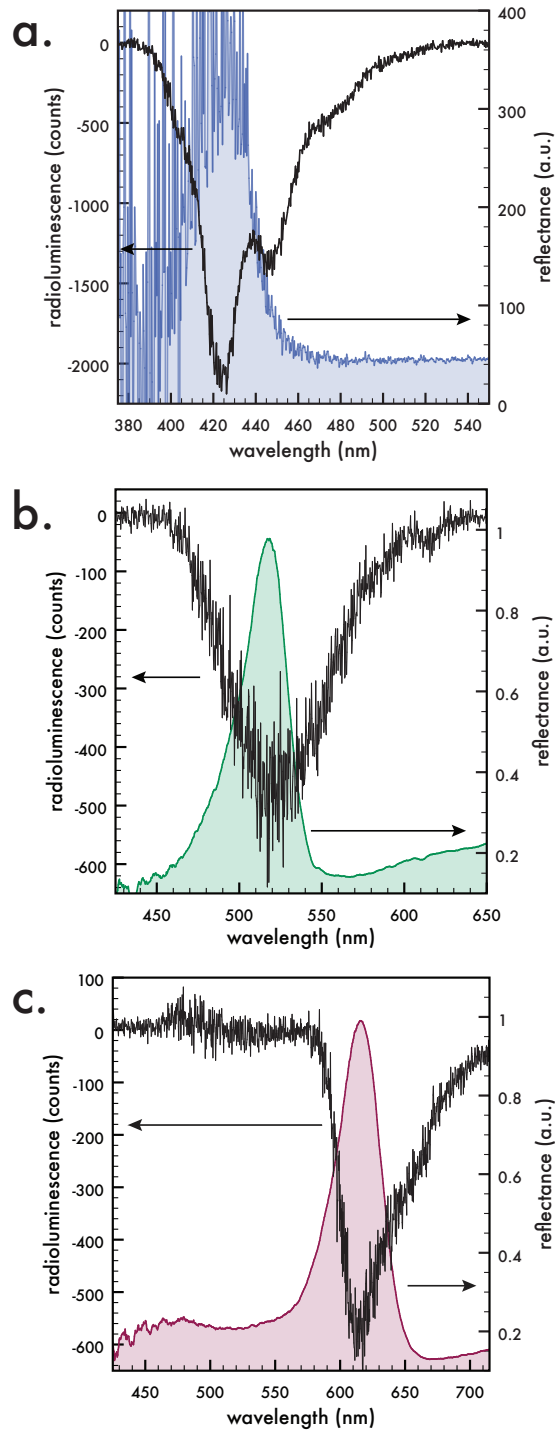 a.
radioluminescence (counts)
0
-500
-1000
-1500
-2000
400
300
200
100
0
reflectance (a.u.)
380 400 420 440 460 480 500 520 540
wavelength (nm)
b.
radioluminescence (counts)
0
-100
-200
-300
-400
-500
-600
1
0.8
0.6
0.4
0.2
reflectance (a.u.)
450 500 550 600 650
wavelength (nm)
c.
radioluminescence (counts)
100
0
-100
-200
-300
-400
-500
-600
1
0.8
0.6
0.4
0.2
reflectance (a.u.)
450 500 550 600 650 700
wavelength (nm)